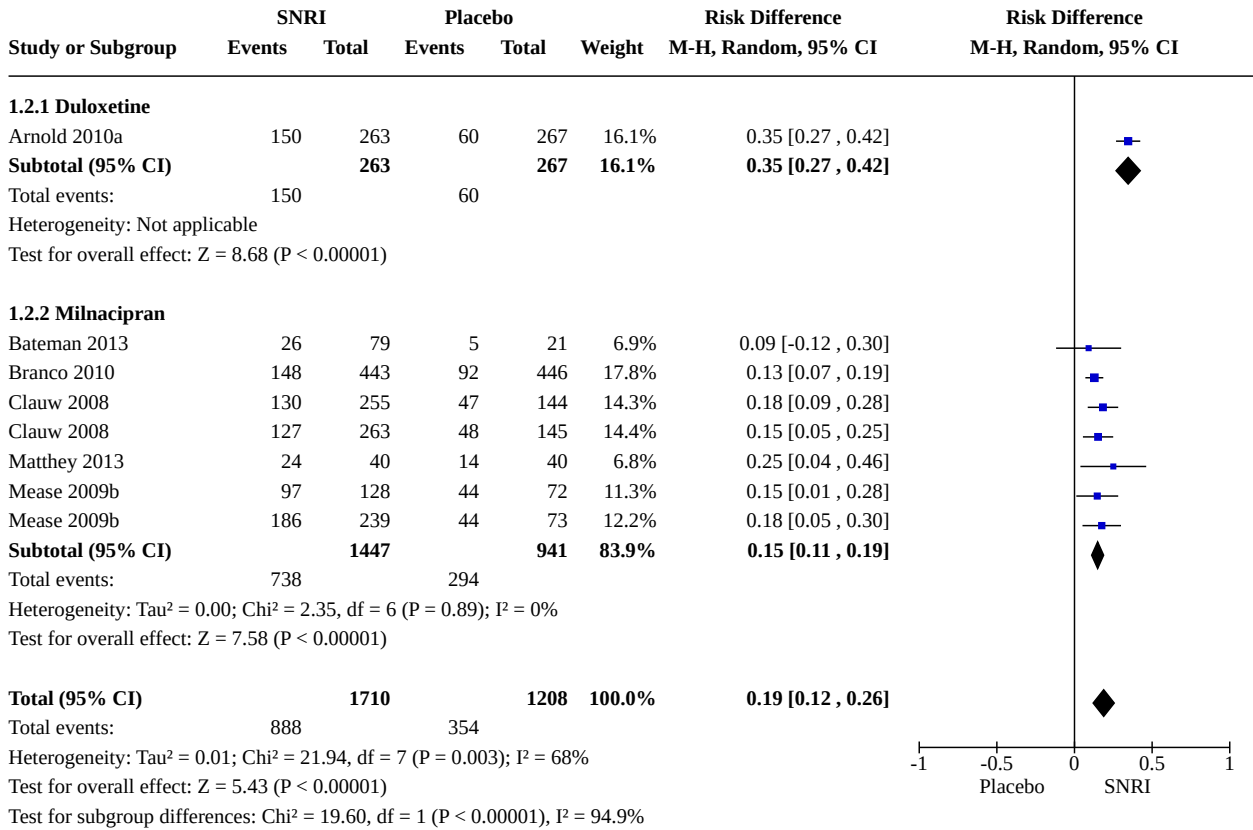 SNRI Placebo Risk Difference Risk Difference
Study or Subgroup Events Total Events Total Weight M-H, Random, 95% CI M-H, Random, 95% CI
1.2.1 Duloxetine
Arnold 2010a 150 263 60 267 16.1% 0.35 [0.27 , 0.42]
Subtotal (95% CI) 263 267 16.1% 0.35 [0.27 , 0.42]
Total events: 150 60
Heterogeneity: Not applicable
Test for overall effect: Z = 8.68 (P < 0.00001)
1.2.2 Milnacipran
Bateman 2013 26 79 5 21 6.9% 0.09 [-0.12 , 0.30]
Branco 2010 148 443 92 446 17.8% 0.13 [0.07 , 0.19]
Clauw 2008 130 255 47 144 14.3% 0.18 [0.09 , 0.28]
Clauw 2008 127 263 48 145 14.4% 0.15 [0.05 , 0.25]
Matthey 2013 24 40 14 40 6.8% 0.25 [0.04 , 0.46]
Mease 2009b 97 128 44 72 11.3% 0.15 [0.01 , 0.28]
Mease 2009b 186 239 44 73 12.2% 0.18 [0.05 , 0.30]
Subtotal (95% CI) 1447 941 83.9% 0.15 [0.11 , 0.19]
Total events: 738 294
Heterogeneity: Tau² = 0.00; Chi² = 2.35, df = 6 (P = 0.89); I² = 0%
Test for overall effect: Z = 7.58 (P < 0.00001)
Total (95% CI) 1710 1208 100.0% 0.19 [0.12 , 0.26]
Total events: 888 354
Heterogeneity: Tau² = 0.01; Chi² = 21.94, df = 7 (P = 0.003); I² = 68%
-1 -0.5 0 0.5 1
Test for overall effect: Z = 5.43 (P < 0.00001) Placebo SNRI
Test for subgroup differences: Chi² = 19.60, df = 1 (P < 0.00001), I² = 94.9%